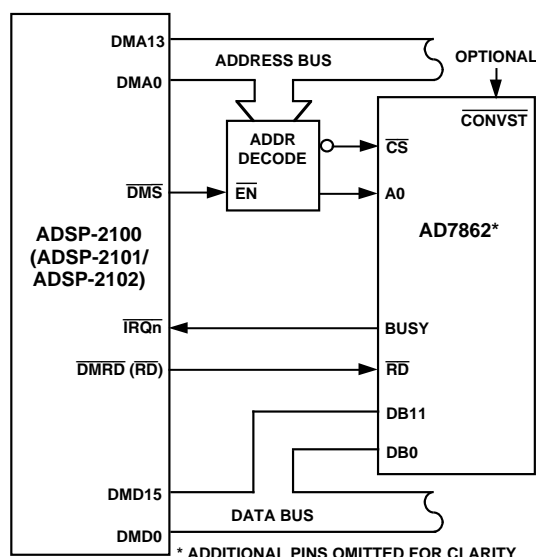 DMA13
ADDRESS BUS
OPTIONAL
DMA0
CONVST
ADDR
DECODE
CS
DMS
EN
A0
ADSP-2100
(ADSP-2101/
ADSP-2102)
AD7862*
IRQn
BUSY
DMRD (RD)
RD
DB11
DB0
DMD15
DATA BUS
DMD0
* ADDITIONAL PINS OMITTED FOR CLARITY